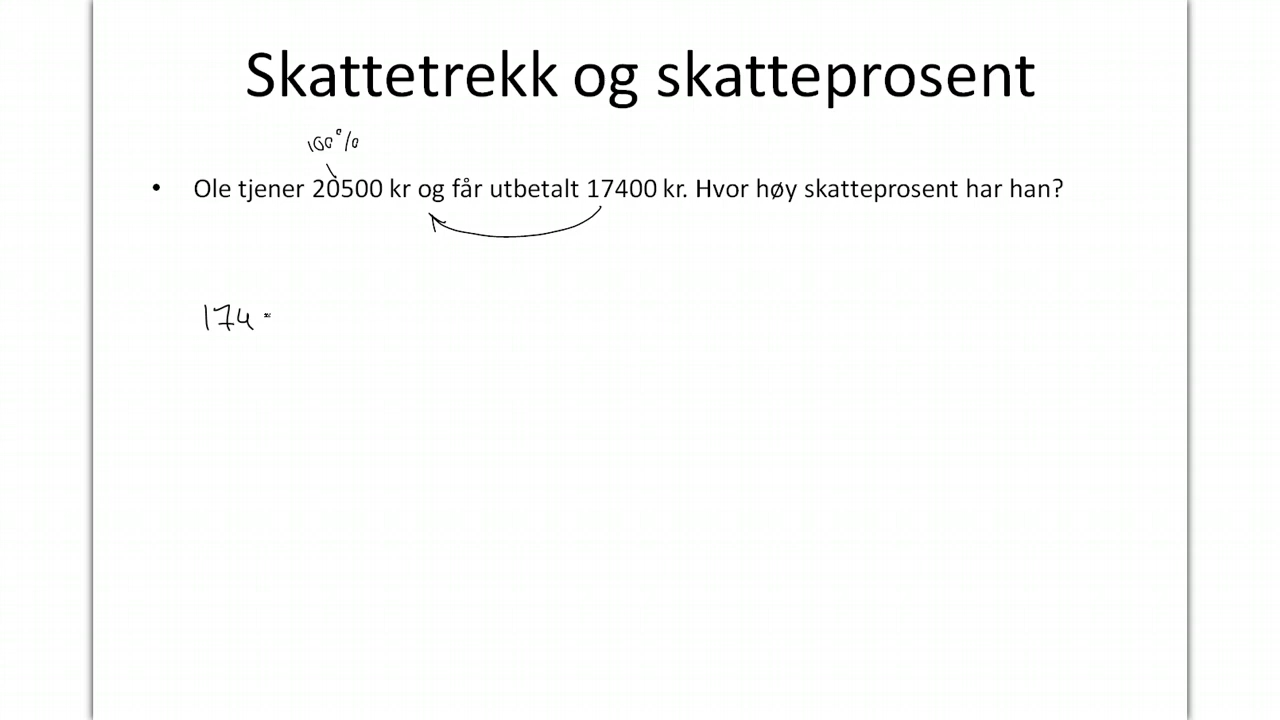 Skattetrekk og skatteprosent
100%
• Ole tjener 20500 kr og får utbetalt 17400 kr. Hvor høy skatteprosent har han?
174